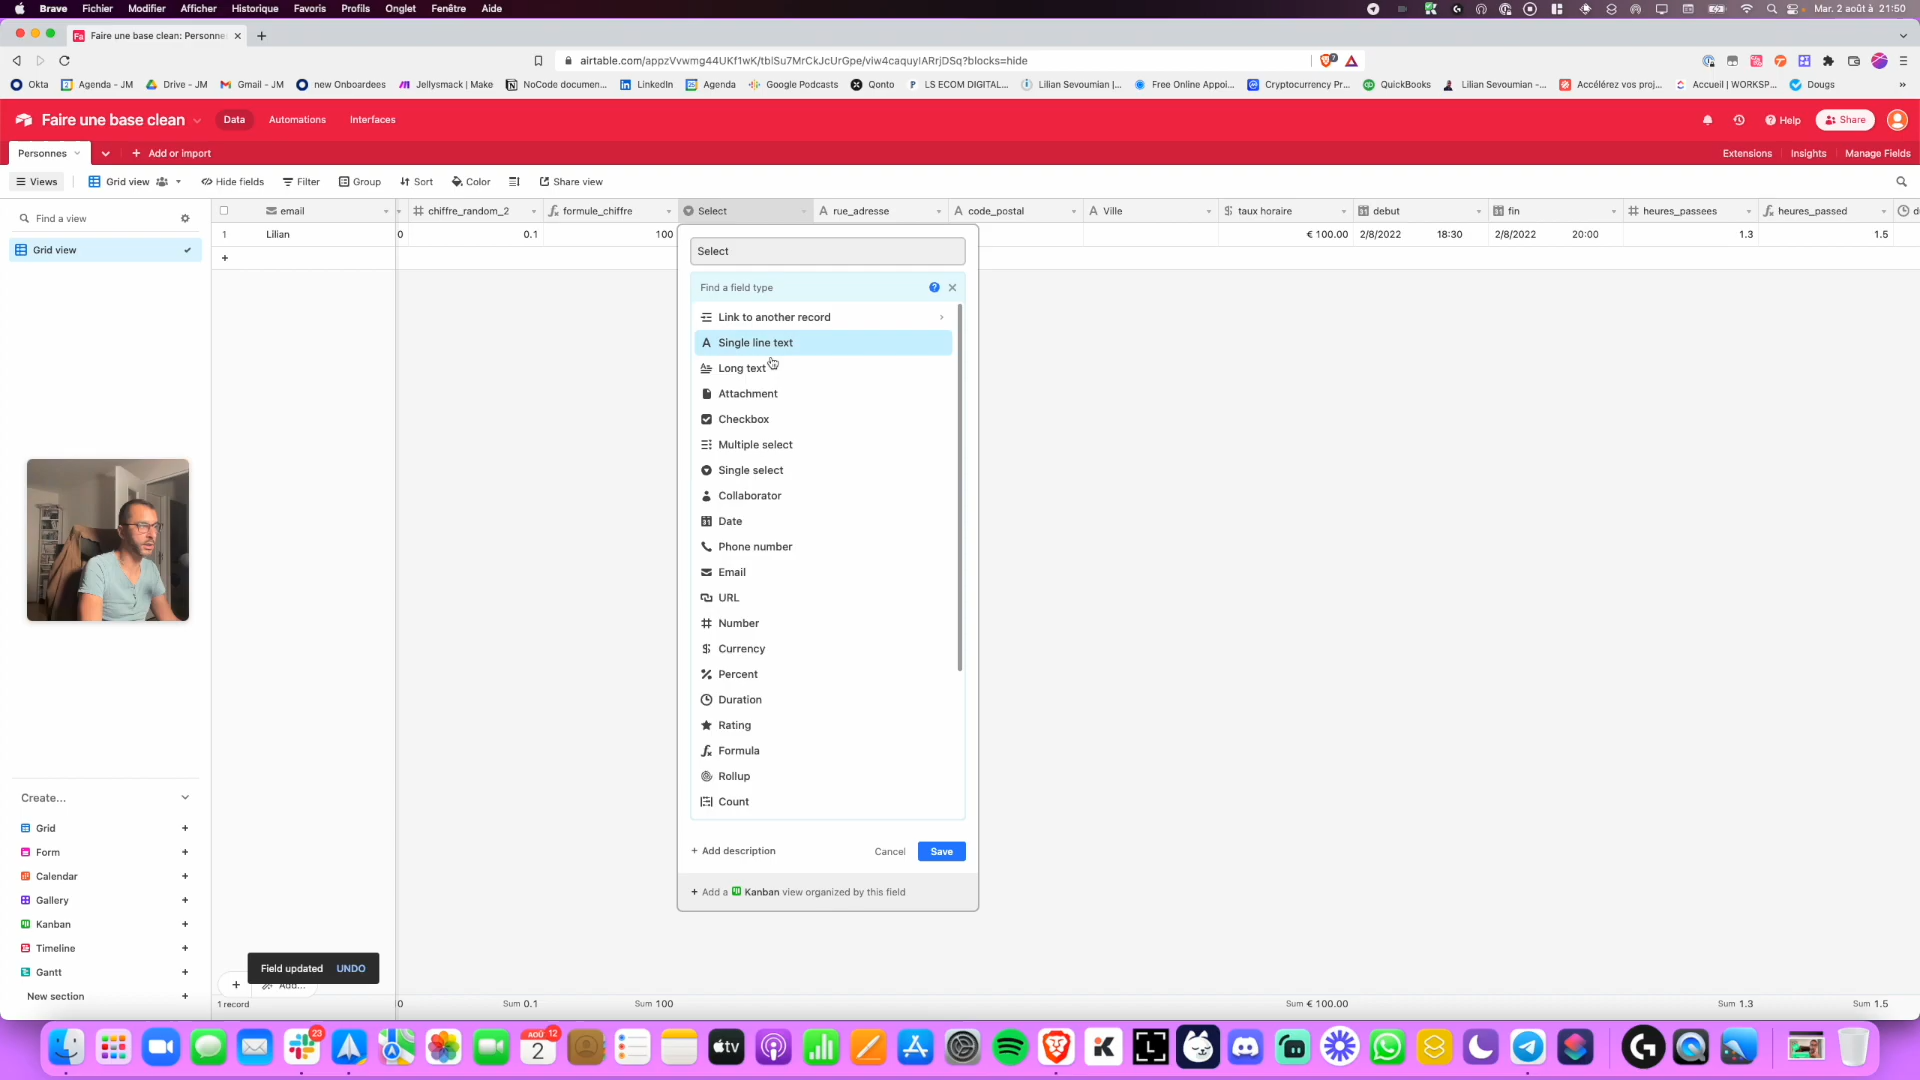 Brave Fichier Modifier Afficher Historique Favoris Profils Onglet Fenêtre Aide Mar. 2 août à 21:50
Faire une base clean: Personne
airtable.com/appzVvwmg44UKf1wK/tblSu7MrCkJcUrGpe/viw4caquyIARrjDSq?blocks=hide
Okta Agenda - JM Drive - JM Gmail - JM new Onboardees Jellysmack | Make NoCode documen... LinkedIn Agenda Google Podcasts Qonto LS ECOM DIGITAL... Lilian Sevoumian |... Free Online Appoi... Cryptocurrency Pr... QuickBooks Lilian Sevoumian -... Accélérez vos proj... Accueil | WORKSP... Dougs
Faire une base clean Data Automations Interfaces Help Share
Personnes Add or import Extensions Insights Manage Fields
Views Grid view Hide fields Filter Group Sort Color Share view
Find a view
Grid view
email chiffre_random_2 formule_chiffre Select rue_adresse code_postal Ville taux horaire debut fin heures_passees heures_passed
1 Lilian 0 0.1 100 € 100.00 2/8/2022 18:30 2/8/2022 20:00 1.3 1.5
Select
Find a field type
Link to another record
Single line text
Long text
Attachment
Checkbox
Multiple select
Single select
Collaborator
Date
Phone number
Email
URL
Number
Currency
Percent
Duration
Rating
Formula
Rollup
Count
+ Add description Cancel Save
+ Add a Kanban view organized by this field
Create...
Grid
Form
Calendar
Gallery
Kanban
Timeline
Gantt
New section
Field updated UNDO
Add...
1 record 0 Sum 0.1 Sum 100 Sum € 100.00 Sum 1.3 Sum 1.5
23
AOÛ 12
2
tv